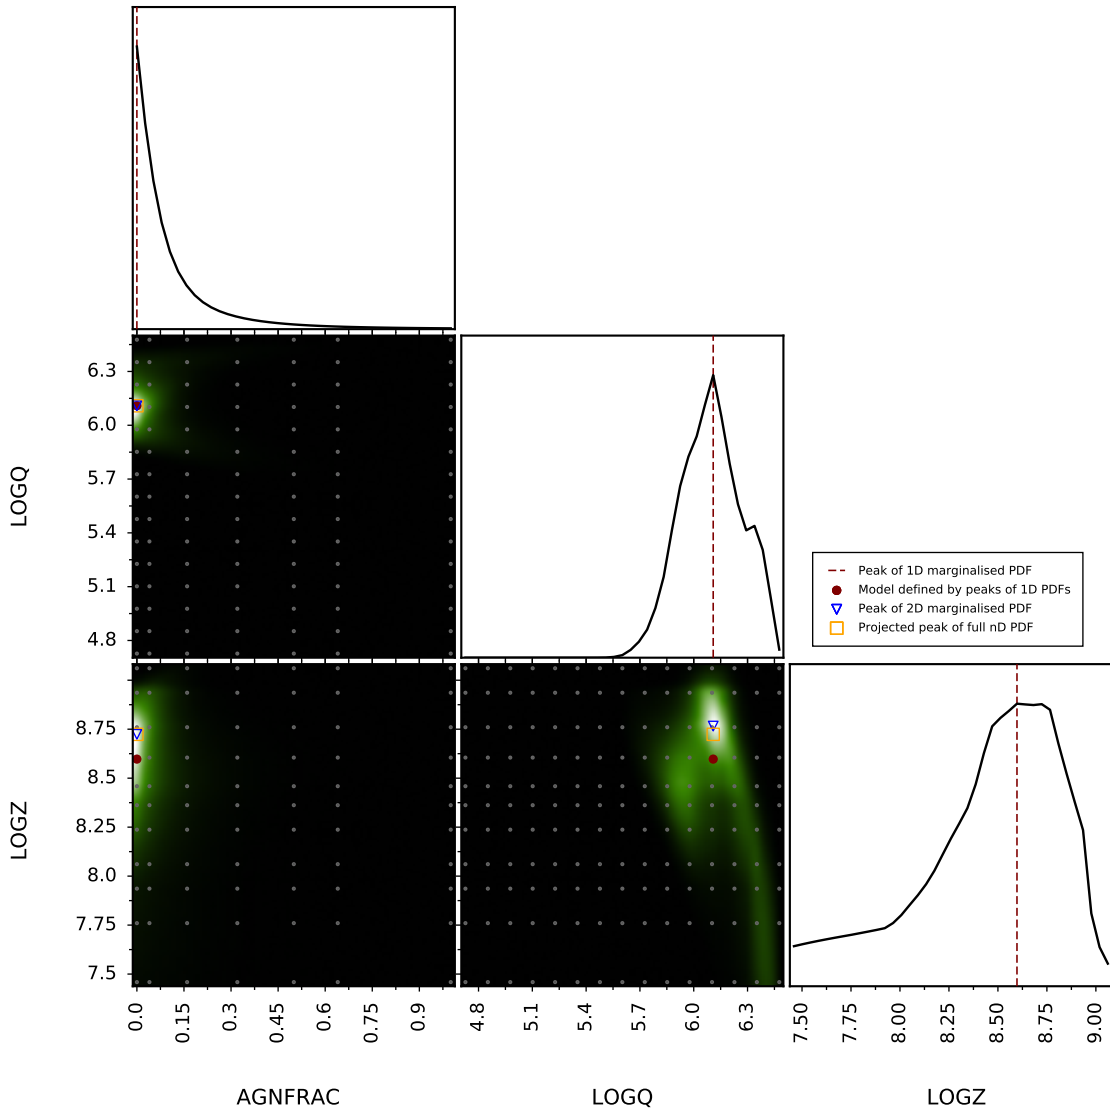 LOGQ
6.3
6.0
5.7
5.4
5.1
4.8
Peak of 1D marginalised PDF
Model defined by peaks of 1D PDFs
Peak of 2D marginalised PDF
Projected peak of full nD PDF
LOGZ
8.75
8.5
8.25
8.0
7.75
7.5
0.0 0.15 0.3 0.45 0.6 0.75 0.9
4.8 5.1 5.4 5.7 6.0 6.3
7.50 7.75 8.00 8.25 8.50 8.75 9.00
AGNFRAC LOGQ LOGZ